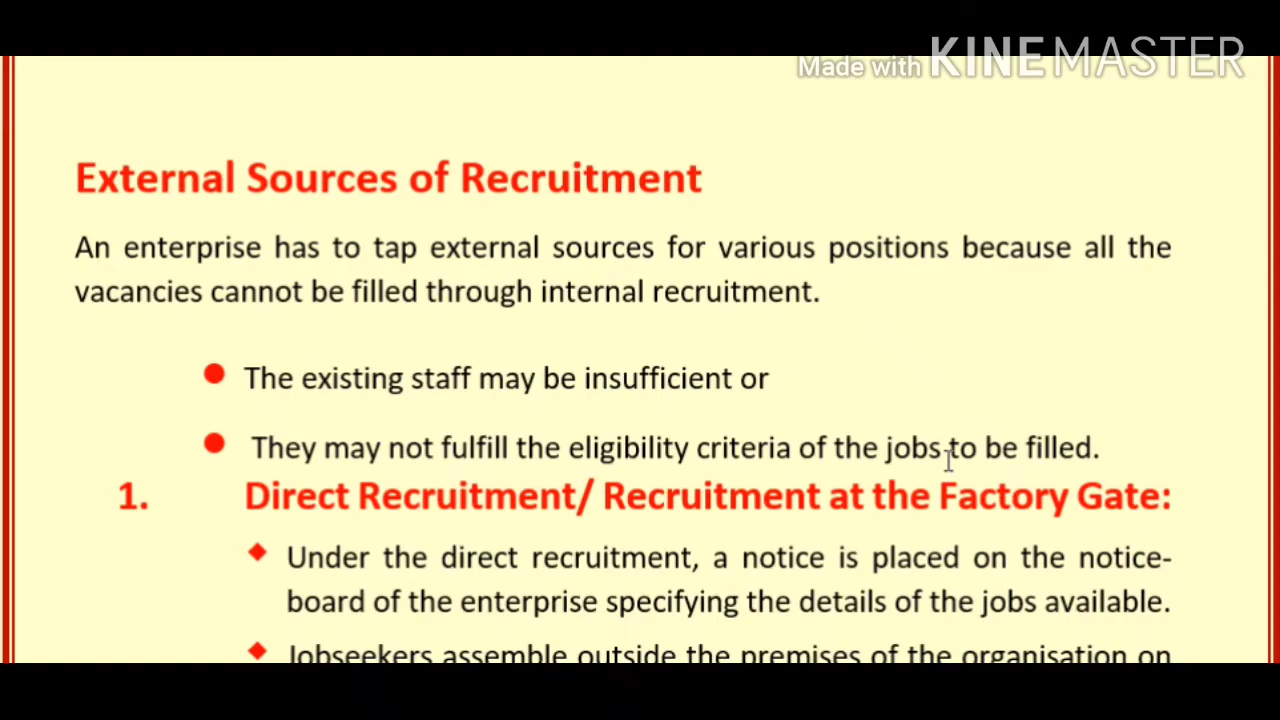 Made with KINEMASTER
External Sources of Recruitment
An enterprise has to tap external sources for various positions because all the
vacancies cannot be filled through internal recruitment.
The existing staff may be insufficient or
They may not fulfill the eligibility criteria of the jobs to be filled.
1. Direct Recruitment/ Recruitment at the Factory Gate:
Under the direct recruitment, a notice is placed on the notice-
board of the enterprise specifying the details of the jobs available.
Jobseekers assemble outside the premises of the organisation on